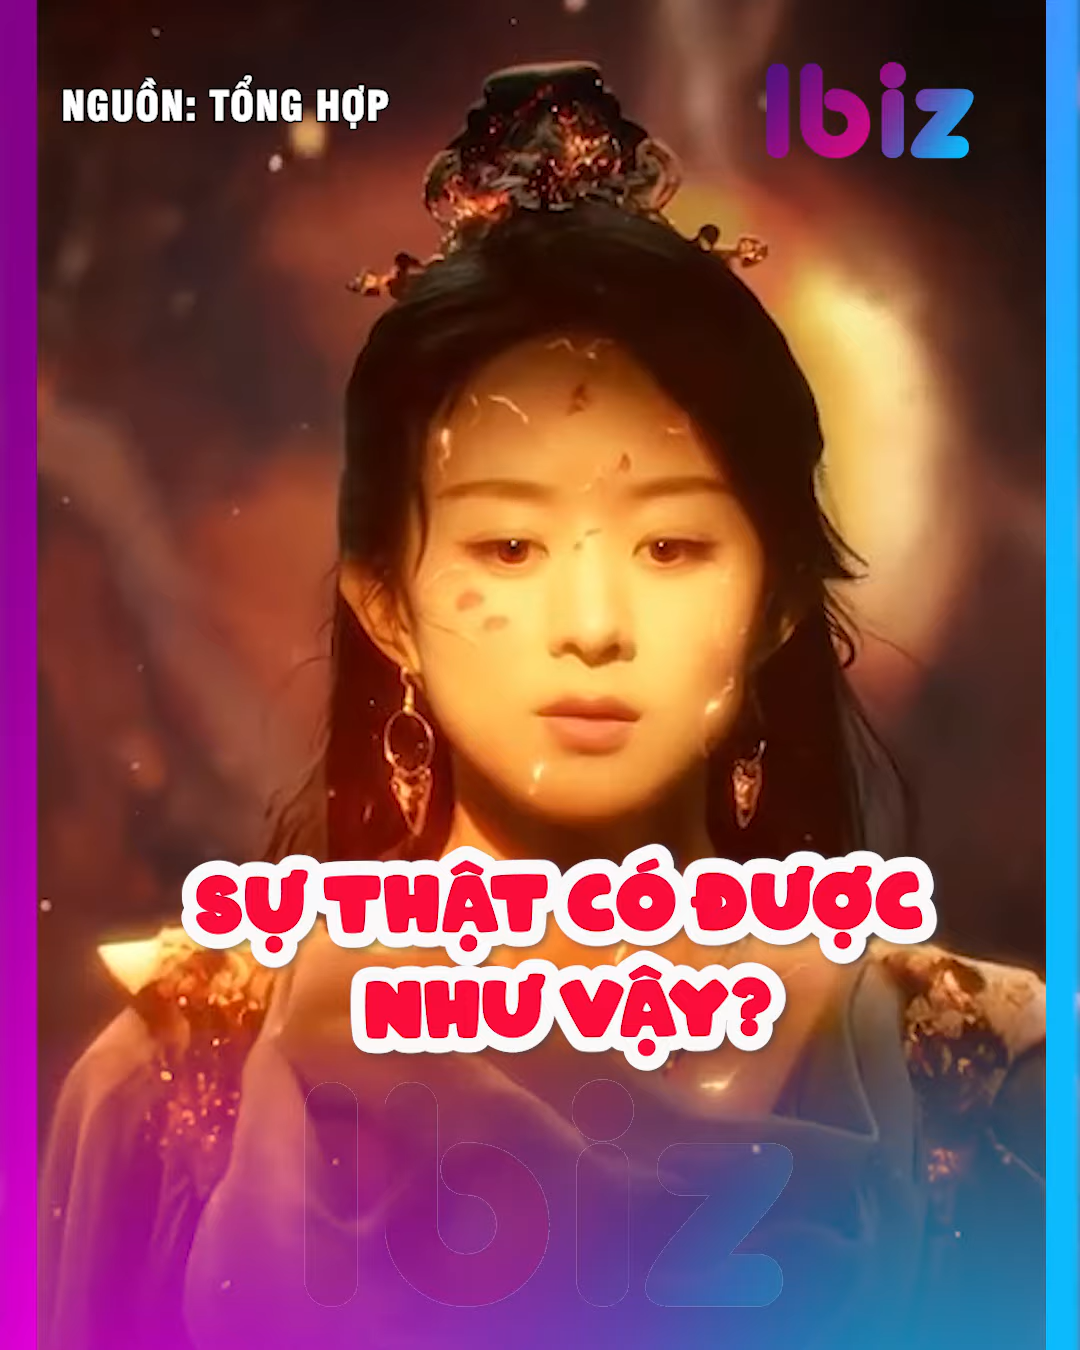 NGUỒN: TỔNG HỢP
Ibiz
SỰ THẬT CÓ ĐƯỢC
NHƯ VẬY?
Ibiz